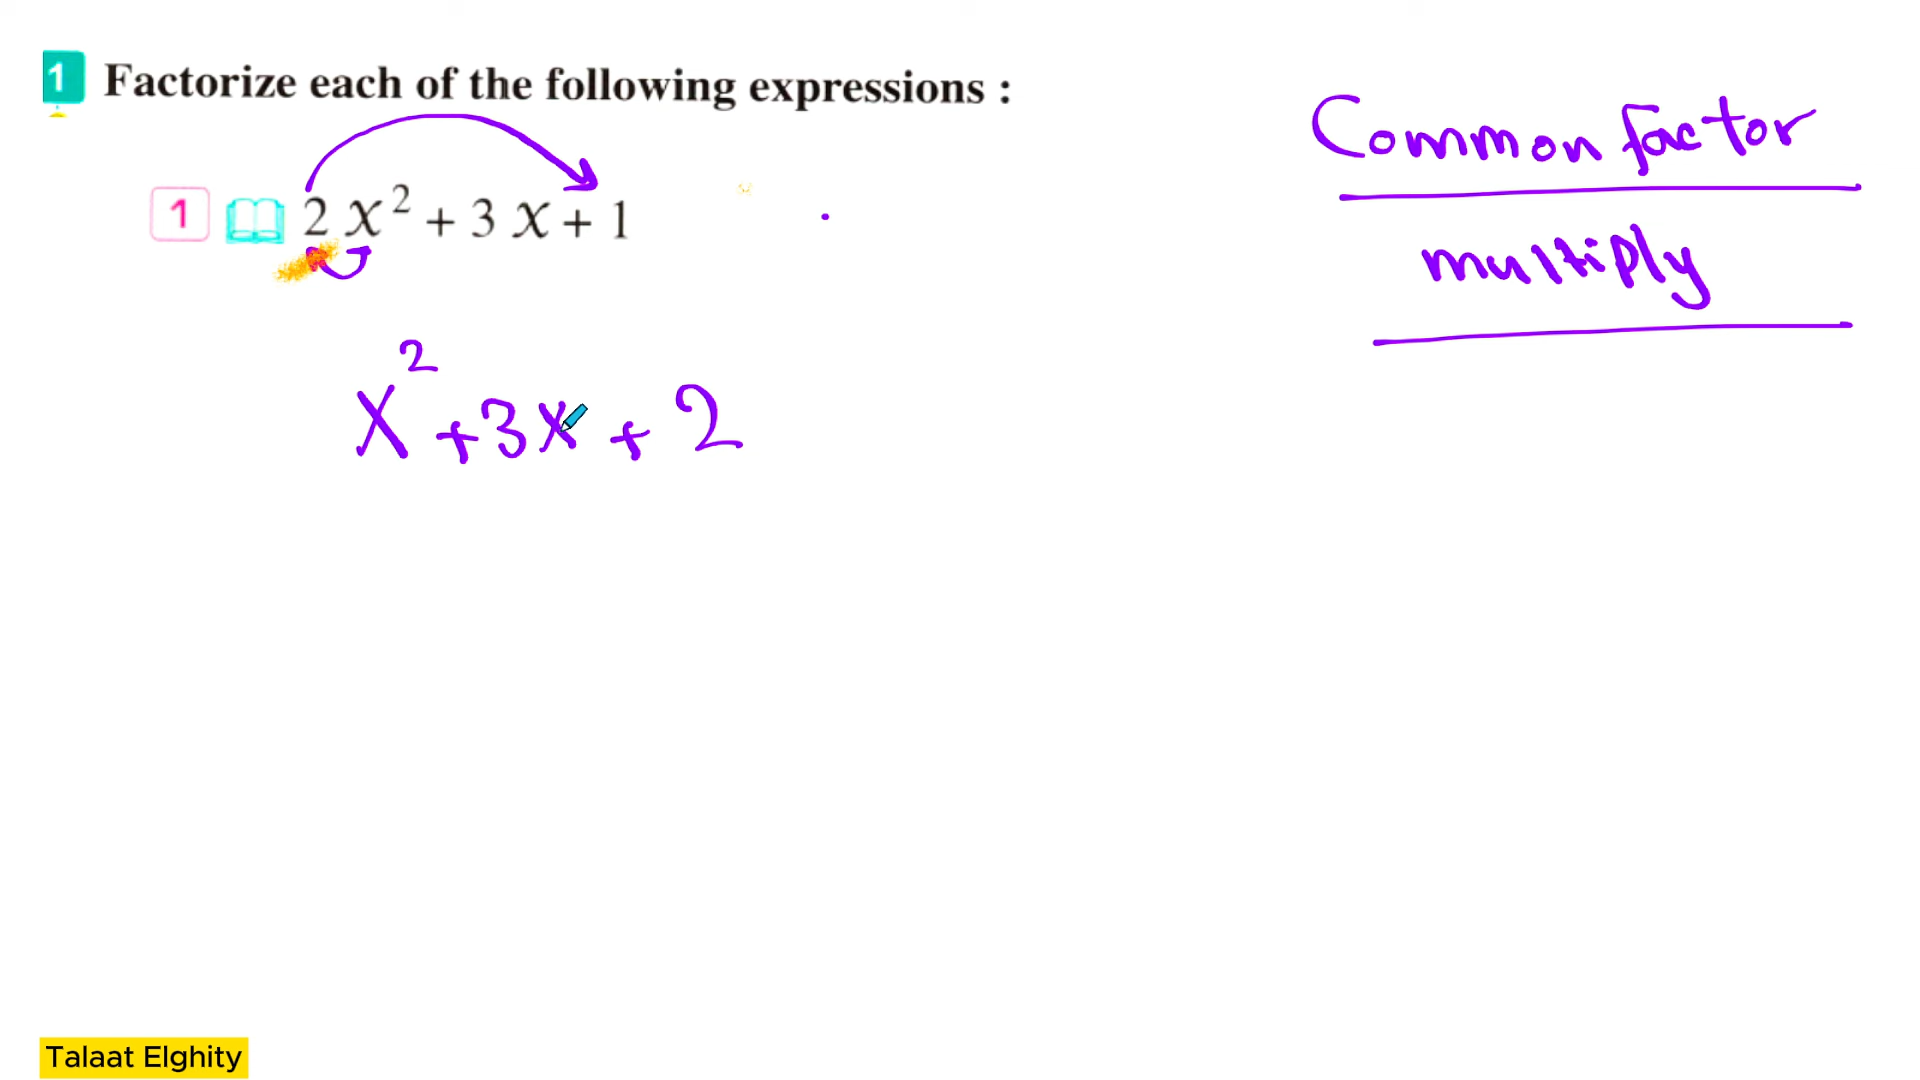 1 Factorize each of the following expressions :
Common factor
1 2x² + 3x + 1
multiply
x² + 3x + 2
Talaat Elghity